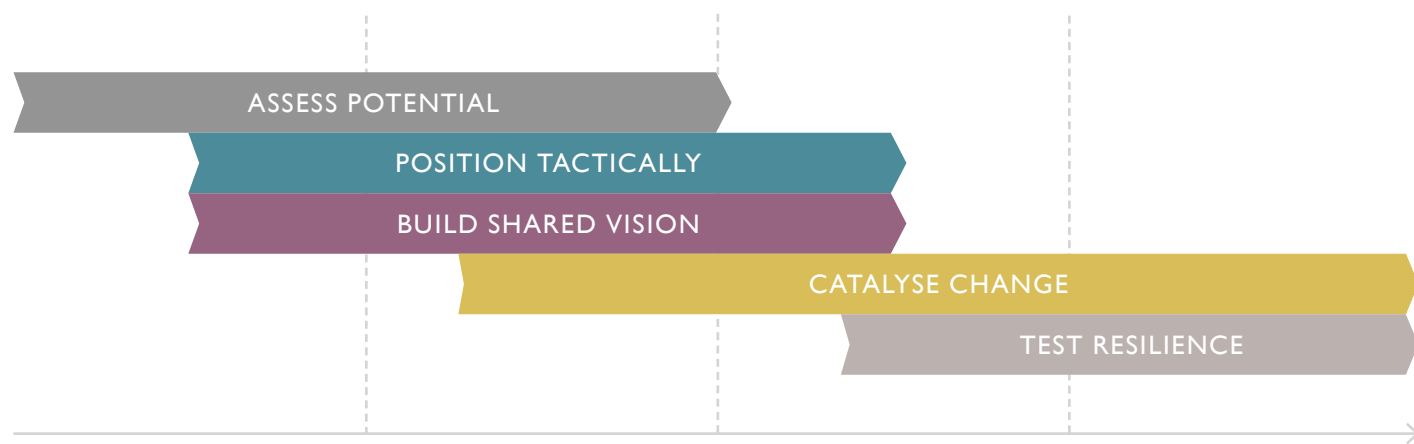 ASSESS POTENTIAL
POSITION TACTICALLY
BUILD SHARED VISION
CATALYSE CHANGE
TEST RESILIENCE